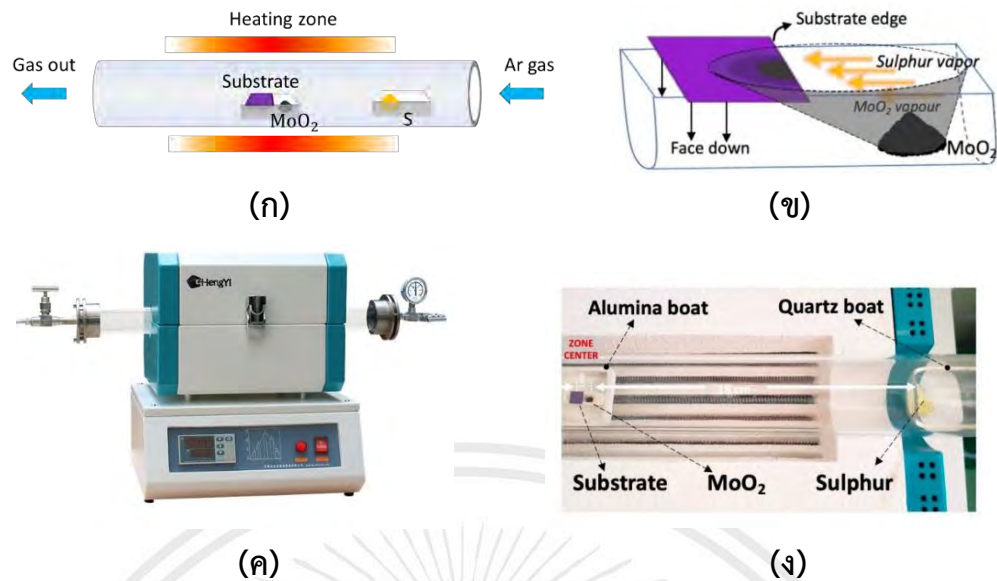 Heating zone
Gas out
Ar gas
Substrate
MoO₂
S
(ก)
Substrate edge
Sulphur vapor
MoO₂ vapour
MoO₂
Face down
(ข)
HengYI
(ค)
Alumina boat
Quartz boat
ZONE
CENTER
Substrate
MoO₂
Sulphur
(ง)